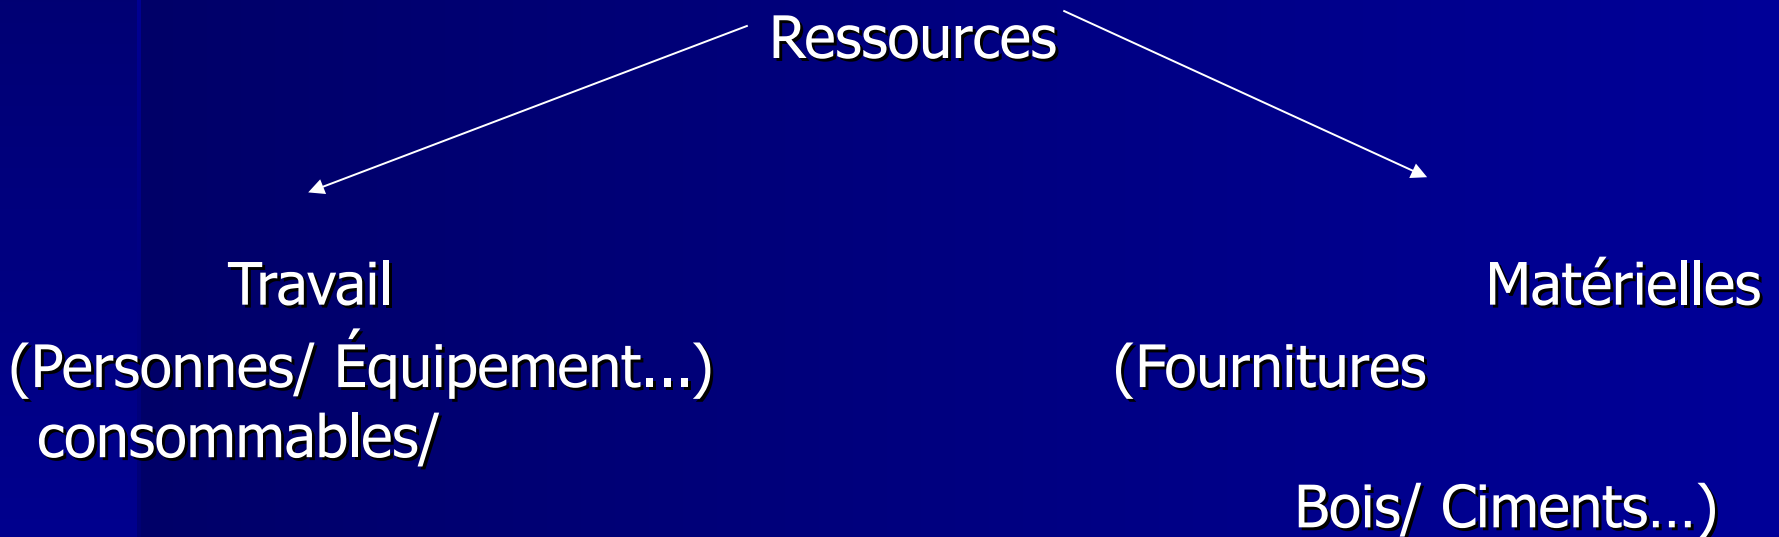 Ressources
Travail Matérielles
(Personnes/ Équipement...) (Fournitures
consommables/
Bois/ Ciments...)